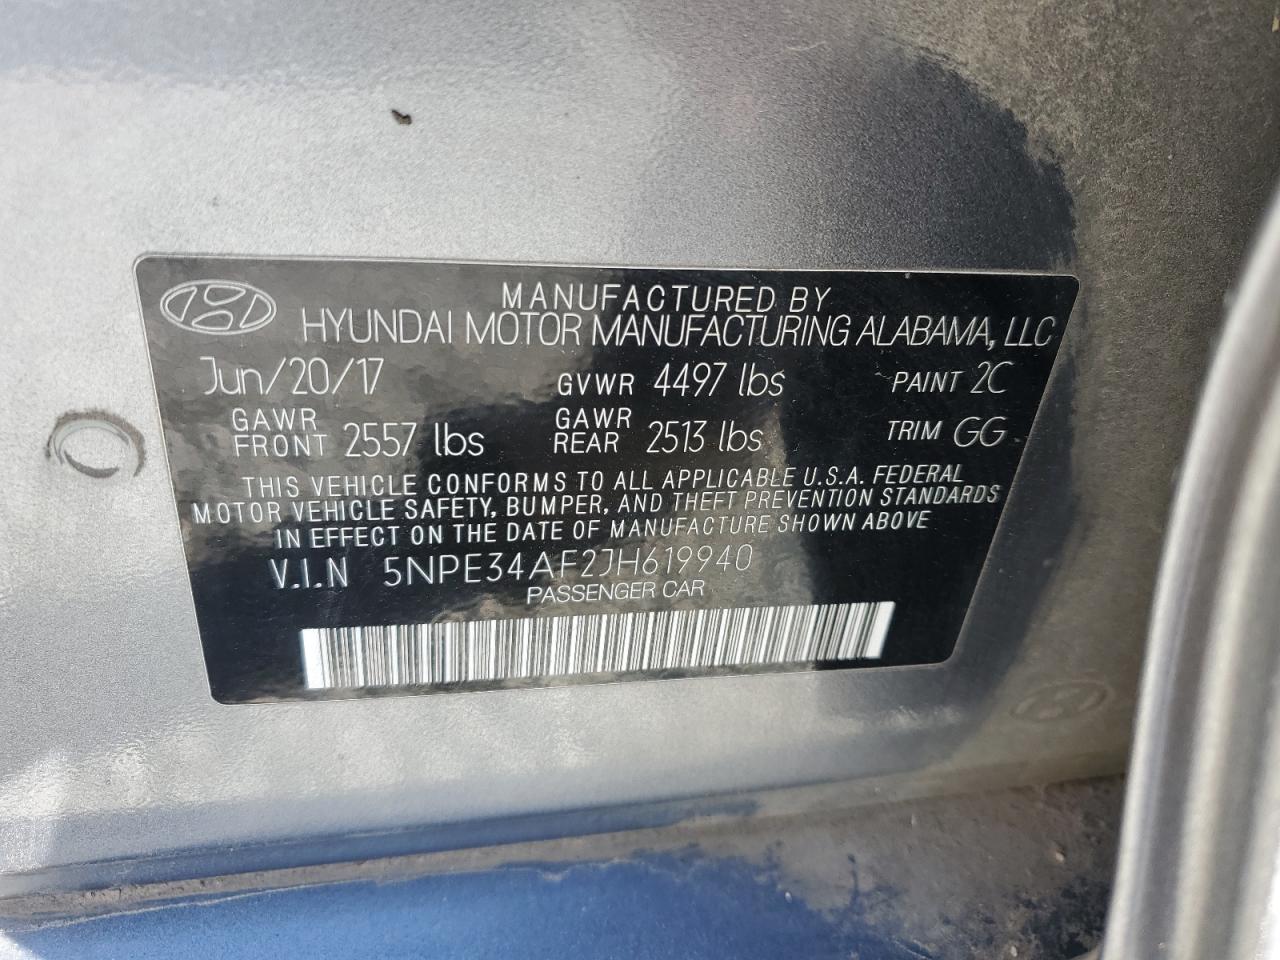 MANUFACTURED BY
HYUNDAI MOTOR MANUFACTURING ALABAMA, LLC
Jun/20/17 GVWR 4497 lbs PAINT 2C
GAWR FRONT 2557 lbs GAWR REAR 2513 lbs TRIM GG
THIS VEHICLE CONFORMS TO ALL APPLICABLE U.S.A. FEDERAL
MOTOR VEHICLE SAFETY, BUMPER, AND THEFT PREVENTION STANDARDS
IN EFFECT ON THE DATE OF MANUFACTURE SHOWN ABOVE
V.I.N 5NPE34AF2JH619940
PASSENGER CAR